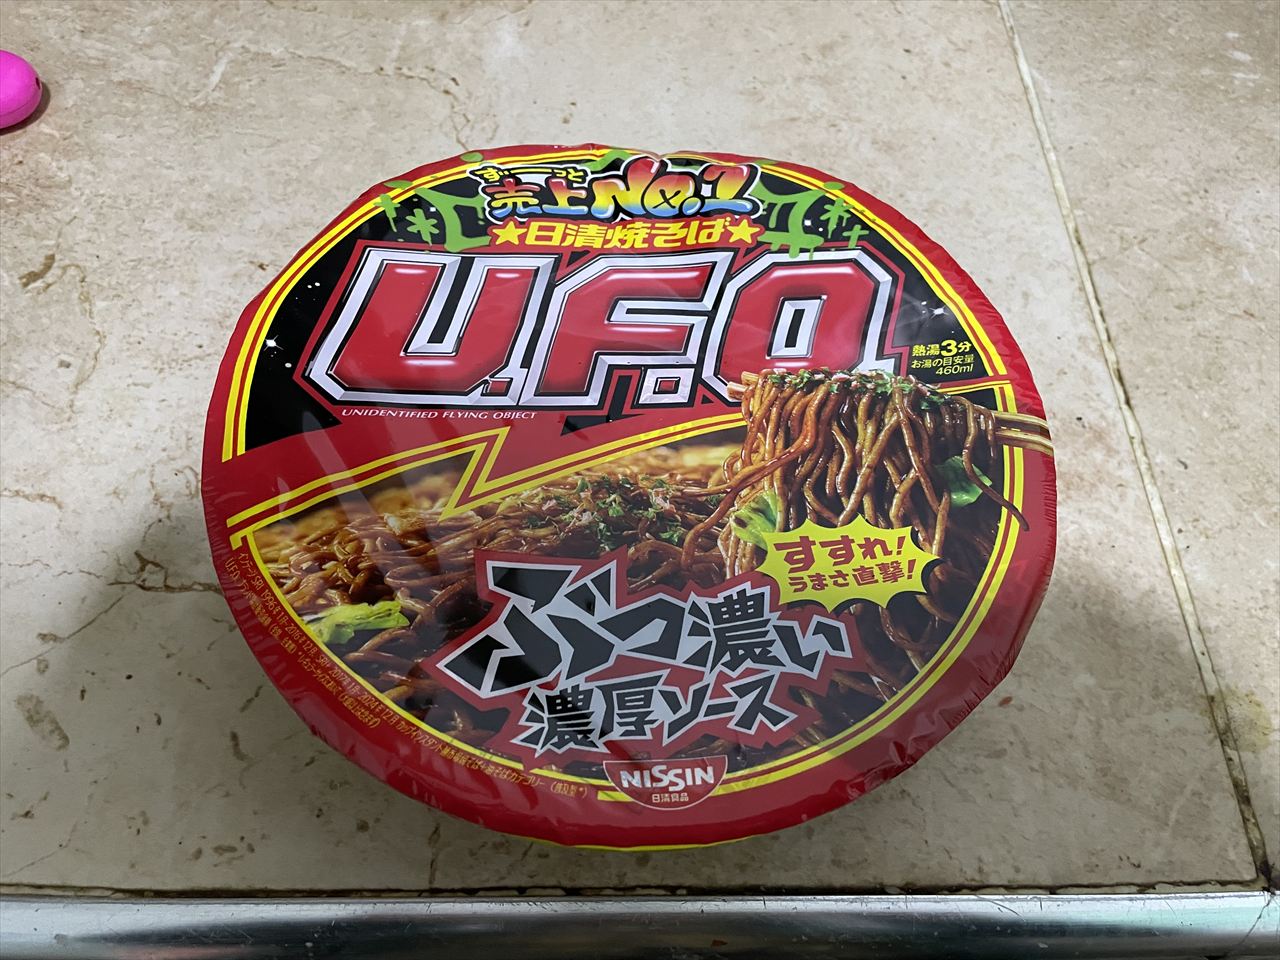 ず━っと
売上No.1
★日清焼そば★
U.F.O.
熱湯3分
お湯の目安量
460ml
UNIDENTIFIED FLYING OBJECT
すすれ!
うまさ直撃!
ぶつ濃い
濃厚ソース
NISSIN
日清食品